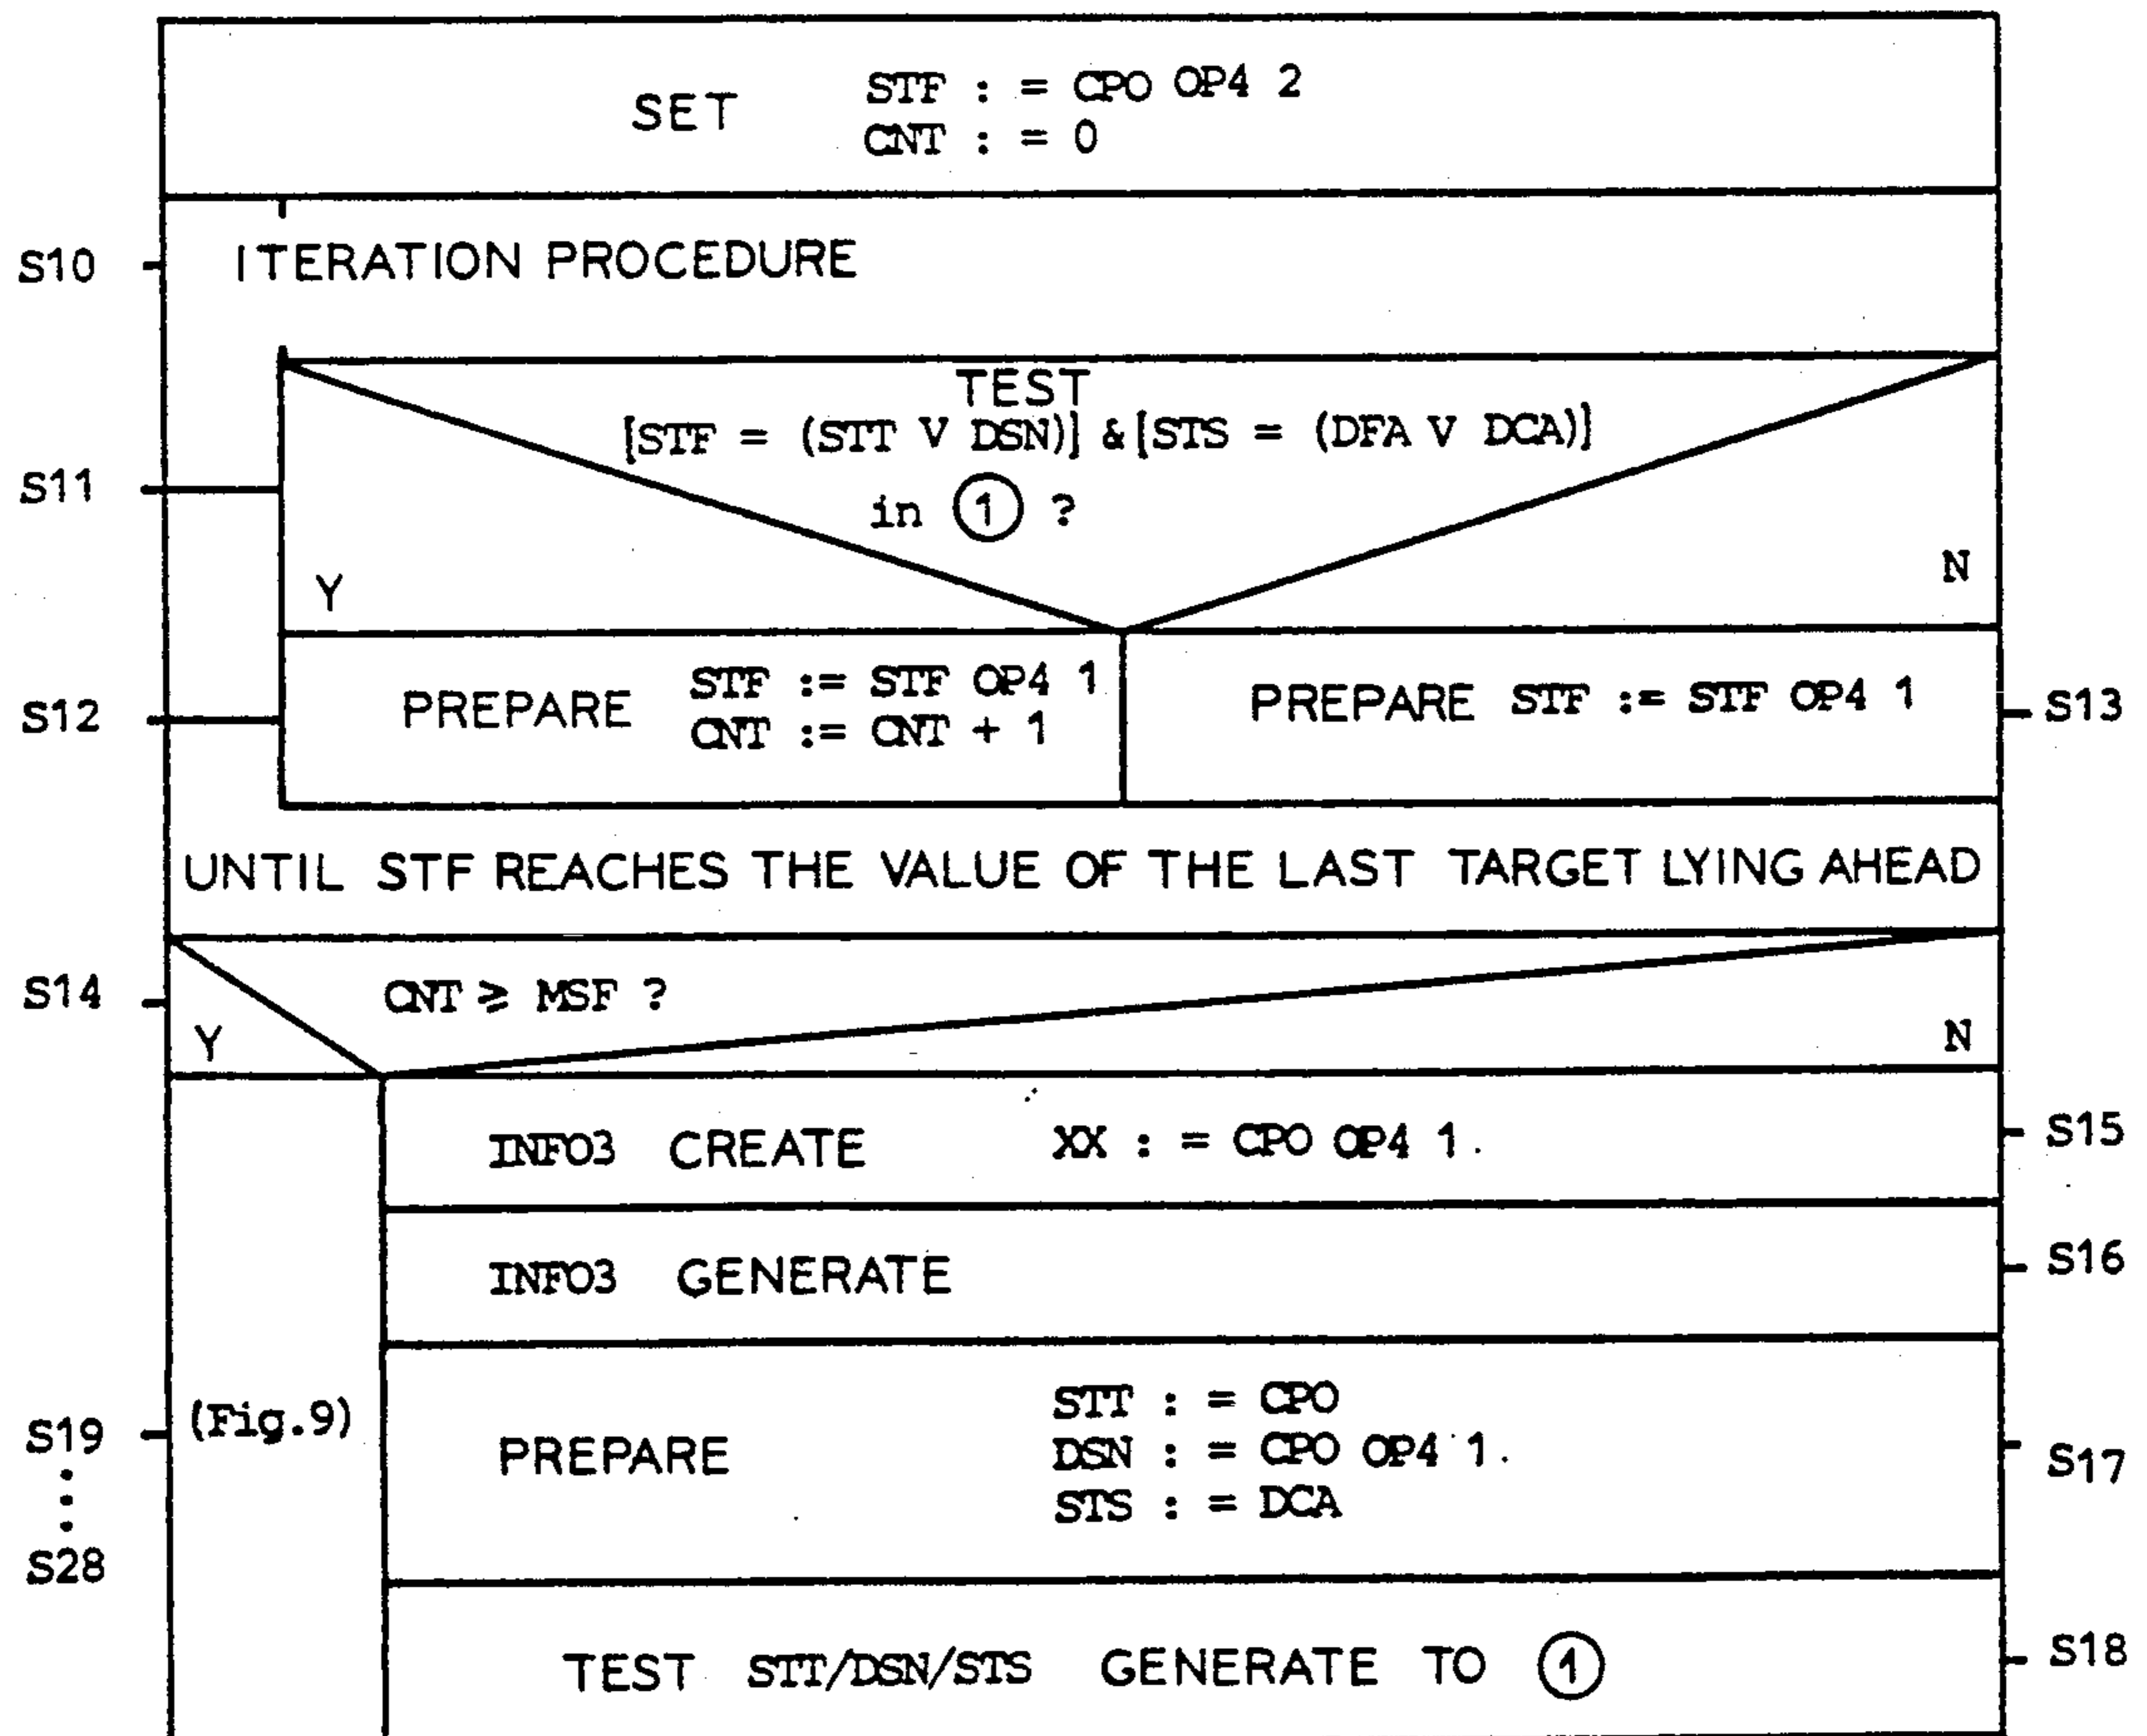 SET STF : = CPO OP4 2
CNT : = 0
S10 ITERATION PROCEDURE
TEST
[STF = (STT V DSN)] & [STS = (DFA V DCA)]
S11
in ① ?
Y N
S12 PREPARE STF := STF OP4 1
CNT := CNT + 1
PREPARE STF := STF OP4 1 S13
UNTIL STF REACHES THE VALUE OF THE LAST TARGET LYING AHEAD
S14 CNT ≥ MSF ?
Y N
INFO3 CREATE XX : = CPO OP4 1. S15
INFO3 GENERATE S16
S19 (Fig.9)
⋮
S28
PREPARE STT : = CPO
DSN : = CPO OP4 1.
STS : = DCA
S17
TEST STT/DSN/STS GENERATE TO ① S18